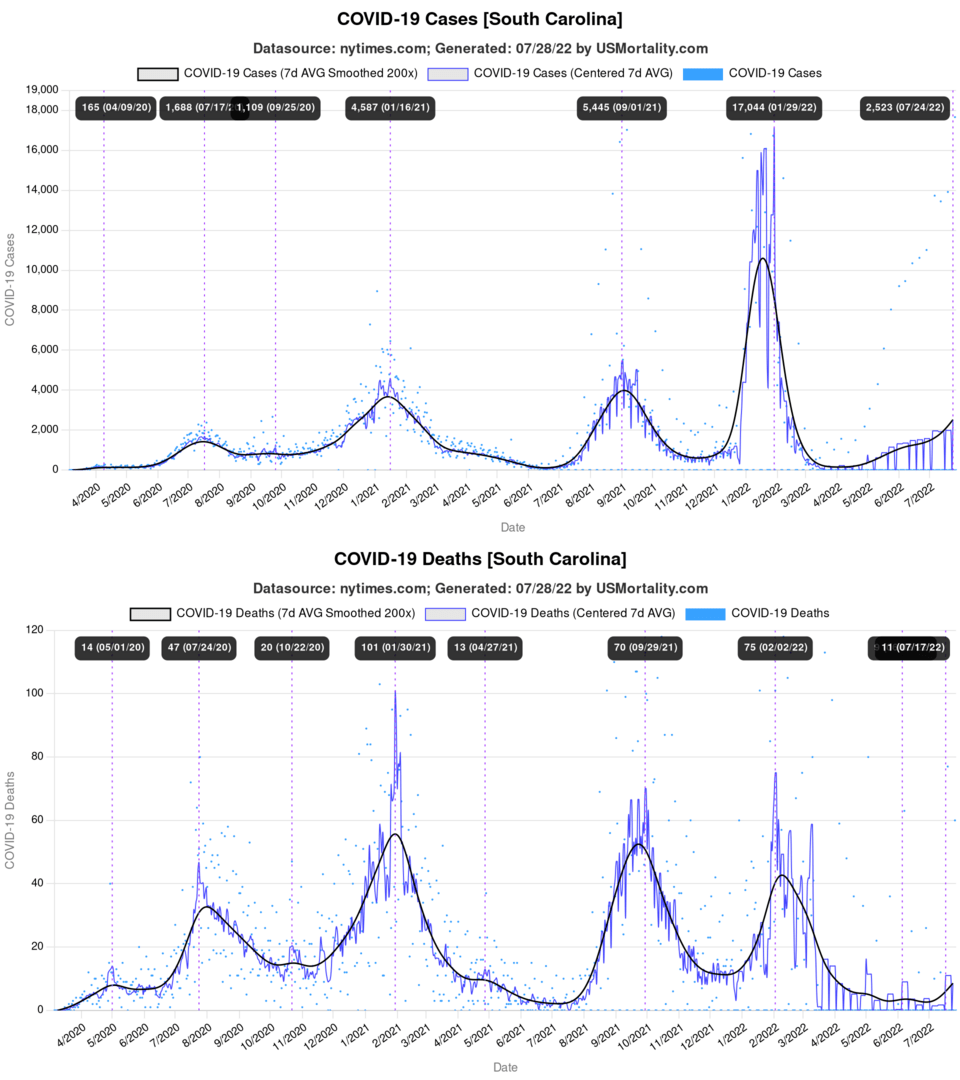 COVID-19 Cases [South Carolina]
Datasource: nytimes.com; Generated: 07/28/22 by USMortality.com
COVID-19 Cases (7d AVG Smoothed 200x) COVID-19 Cases (Centered 7d AVG) COVID-19 Cases
19,000
18,000
165 (04/09/20) 1,688 (07/17/ 1,109 (09/25/20) 4,587 (01/16/21) 5,445 (09/01/21) 17,044 (01/29/22) 2,523 (07/24/22)
16,000
14,000
12,000
10,000
8,000
6,000
4,000
2,000
0
COVID-19 Cases
4/2020 5/2020 6/2020 7/2020 8/2020 9/2020 10/2020 11/2020 12/2020 1/2021 2/2021 3/2021 4/2021 5/2021 6/2021 7/2021 8/2021 9/2021 10/2021 11/2021 12/2021 1/2022 2/2022 3/2022 4/2022 5/2022 6/2022 7/2022
Date
COVID-19 Deaths [South Carolina]
Datasource: nytimes.com; Generated: 07/28/22 by USMortality.com
COVID-19 Deaths (7d AVG Smoothed 200x) COVID-19 Deaths (Centered 7d AVG) COVID-19 Deaths
120
14 (05/01/20) 47 (07/24/20) 20 (10/22/20) 101 (01/30/21) 13 (04/27/21) 70 (09/29/21) 75 (02/02/22) 11 (07/17/22)
100
80
60
40
20
0
COVID-19 Deaths
4/2020 5/2020 6/2020 7/2020 8/2020 9/2020 10/2020 11/2020 12/2020 1/2021 2/2021 3/2021 4/2021 5/2021 6/2021 7/2021 8/2021 9/2021 10/2021 11/2021 12/2021 1/2022 2/2022 3/2022 4/2022 5/2022 6/2022 7/2022
Date